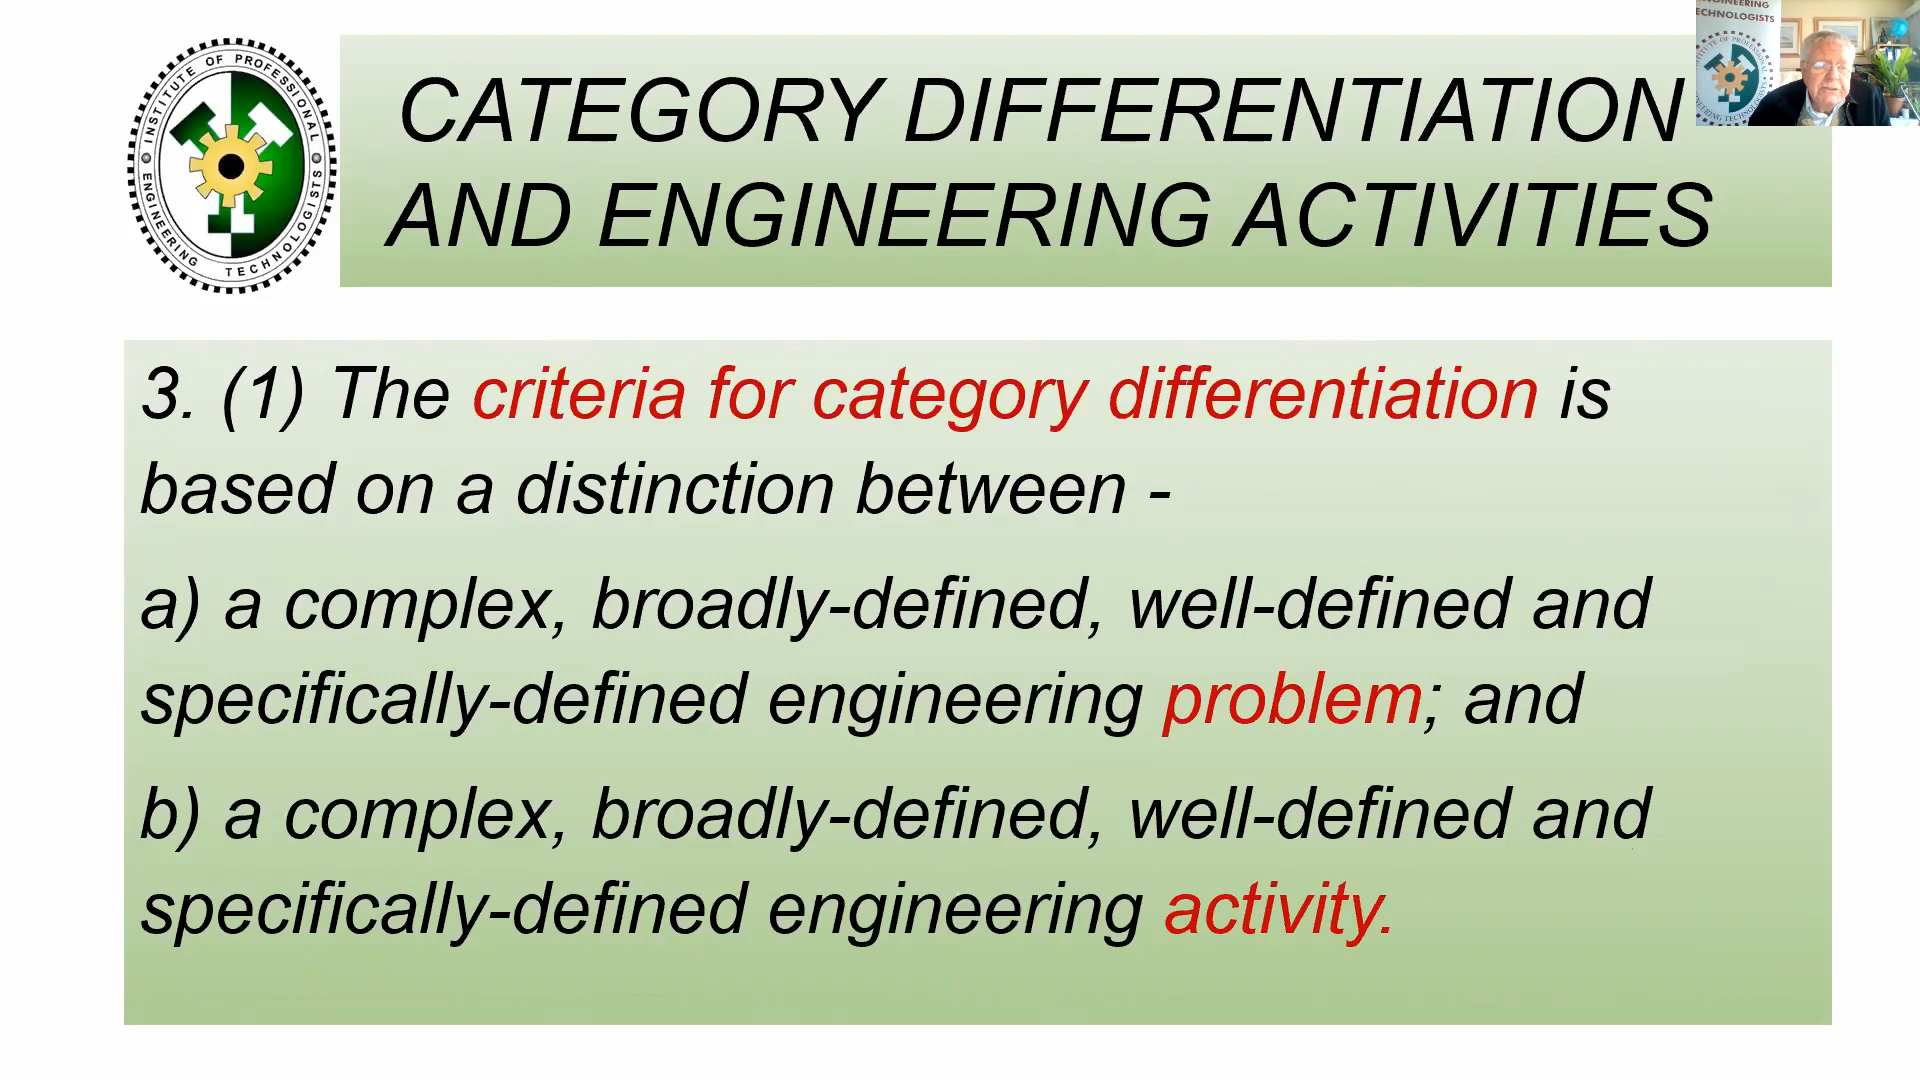 INSTITUTE OF PROFESSIONAL
ENGINEERING TECHNOLOGISTS
CATEGORY DIFFERENTIATION
AND ENGINEERING ACTIVITIES
ENGINEERING
TECHNOLOGISTS
3. (1) The criteria for category differentiation is
based on a distinction between -
a) a complex, broadly-defined, well-defined and
specifically-defined engineering problem; and
b) a complex, broadly-defined, well-defined and
specifically-defined engineering activity.